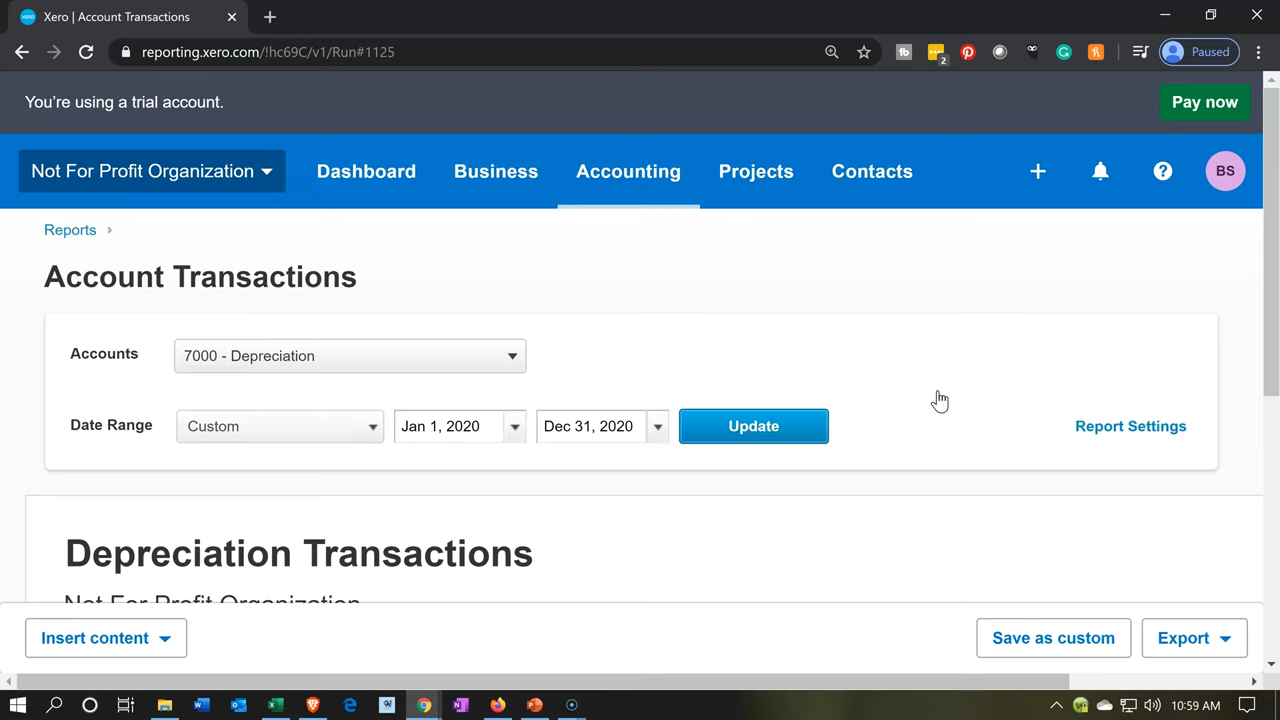 Xero | Account Transactions
reporting.xero.com/!hc69C/v1/Run#1125
2
Paused
You're using a trial account.
Pay now
Not For Profit Organization
Dashboard
Business
Accounting
Projects
Contacts
BS
Reports
Account Transactions
Accounts
7000 - Depreciation
Date Range
Custom
Jan 1, 2020
Dec 31, 2020
Update
Report Settings
Depreciation Transactions
Not For Profit Organization
Insert content
Save as custom
Export
10:59 AM